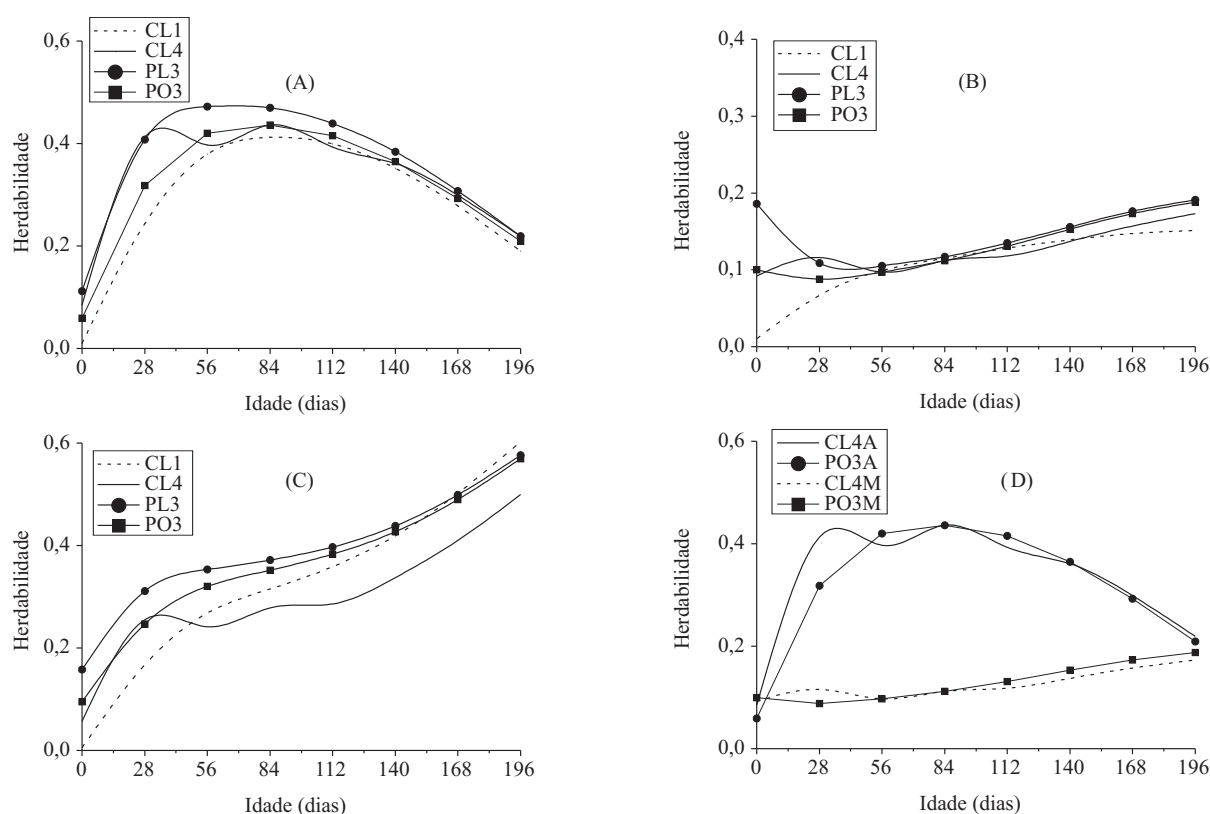 CL1
CL4
PL3
PO3
(A)
Herdabilidade
0,6
0,4
0,2
0,0
0 28 56 84 112 140 168 196
Idade (dias)
CL1
CL4
PL3
PO3
(B)
Herdabilidade
0,4
0,3
0,2
0,1
0,0
0 28 56 84 112 140 168 196
Idade (dias)
CL1
CL4
PL3
PO3
(C)
Herdabilidade
0,6
0,4
0,2
0,0
0 28 56 84 112 140 168 196
Idade (dias)
CL4A
PO3A
CL4M
PO3M
(D)
Herdabilidade
0,6
0,4
0,2
0,0
0 28 56 84 112 140 168 196
Idade (dias)